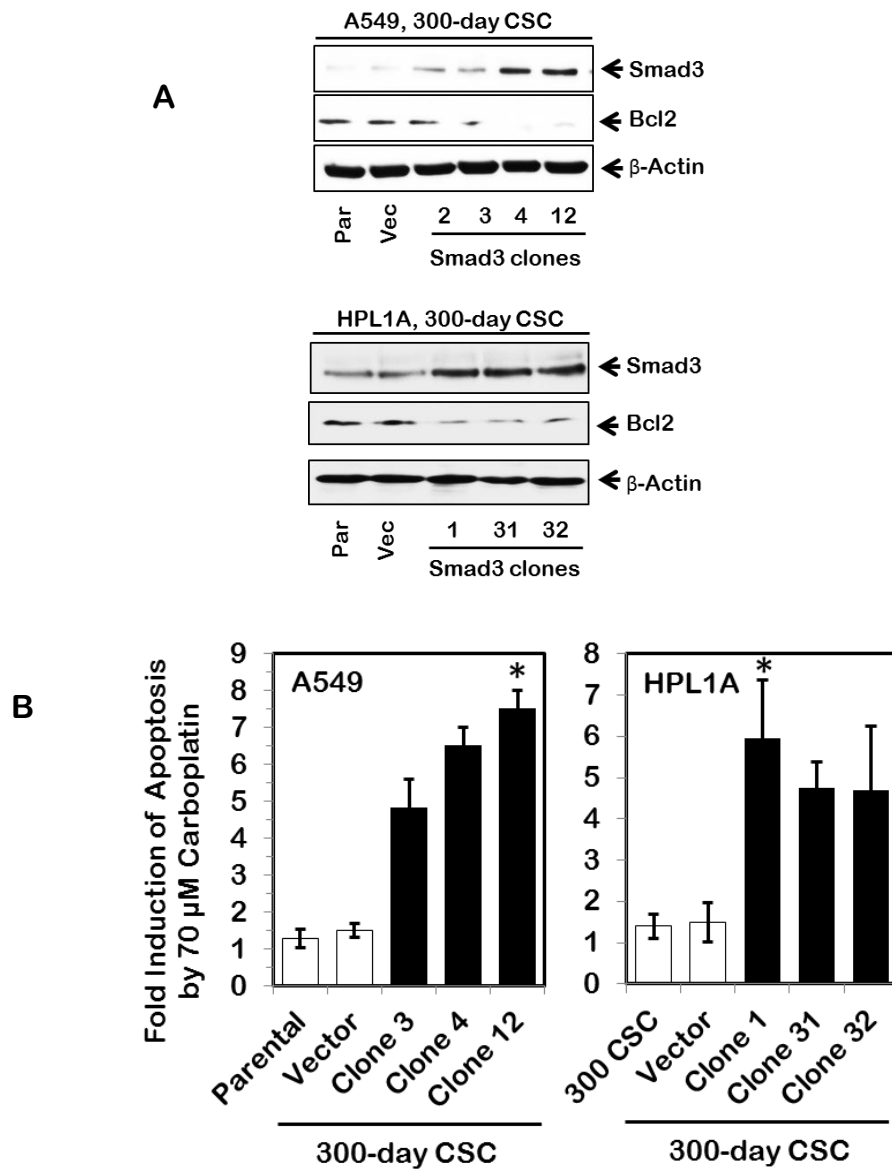 A549, 300-day CSC
A
Smad3
Bcl2
β-Actin
Par Vec 2 3 4 12
Smad3 clones
HPL1A, 300-day CSC
Smad3
Bcl2
β-Actin
Par Vec 1 31 32
Smad3 clones
B
Fold Induction of Apoptosis
by 70 µM Carboplatin
9
8
7
6
5
4
3
2
1
0
A549
*
Parental Vector Clone 3 Clone 4 Clone 12
300-day CSC
8
7
6
5
4
3
2
1
0
HPL1A
*
300 CSC Vector Clone 1 Clone 31 Clone 32
300-day CSC